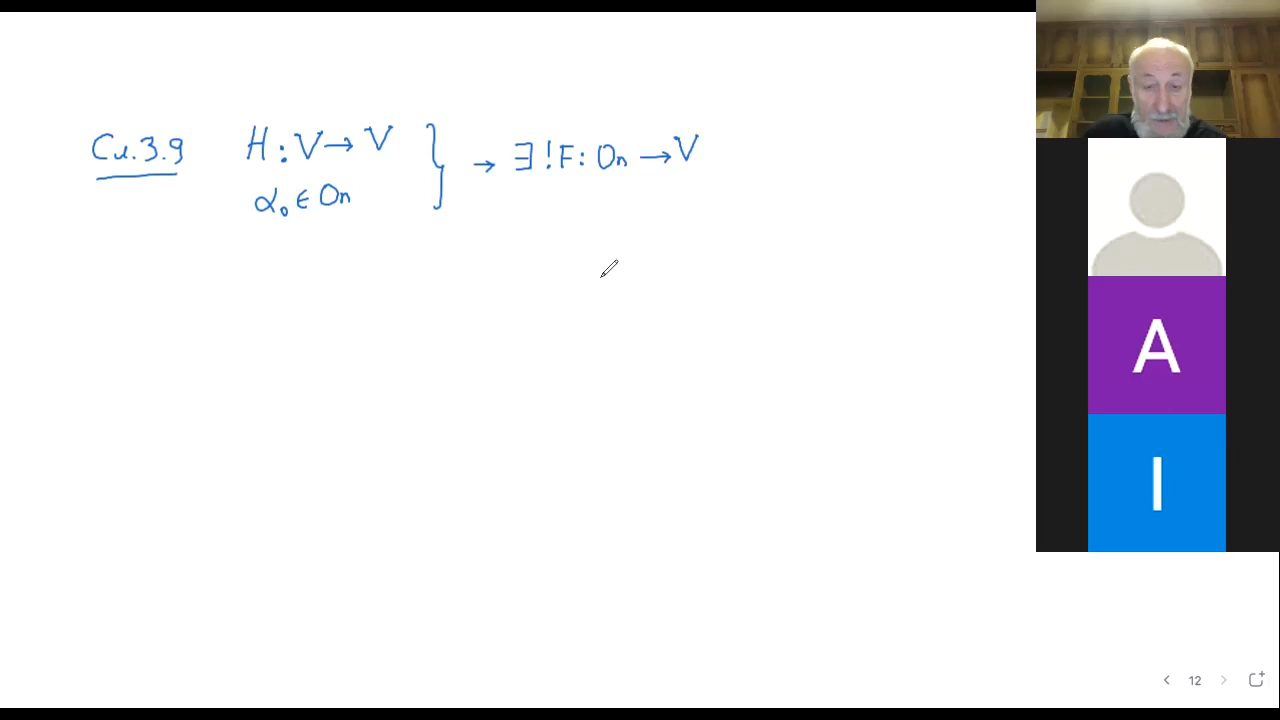 Сл.3.9 H : V → V } → ∃ ! F : On → V
α₀ ∈ On
A
I
12